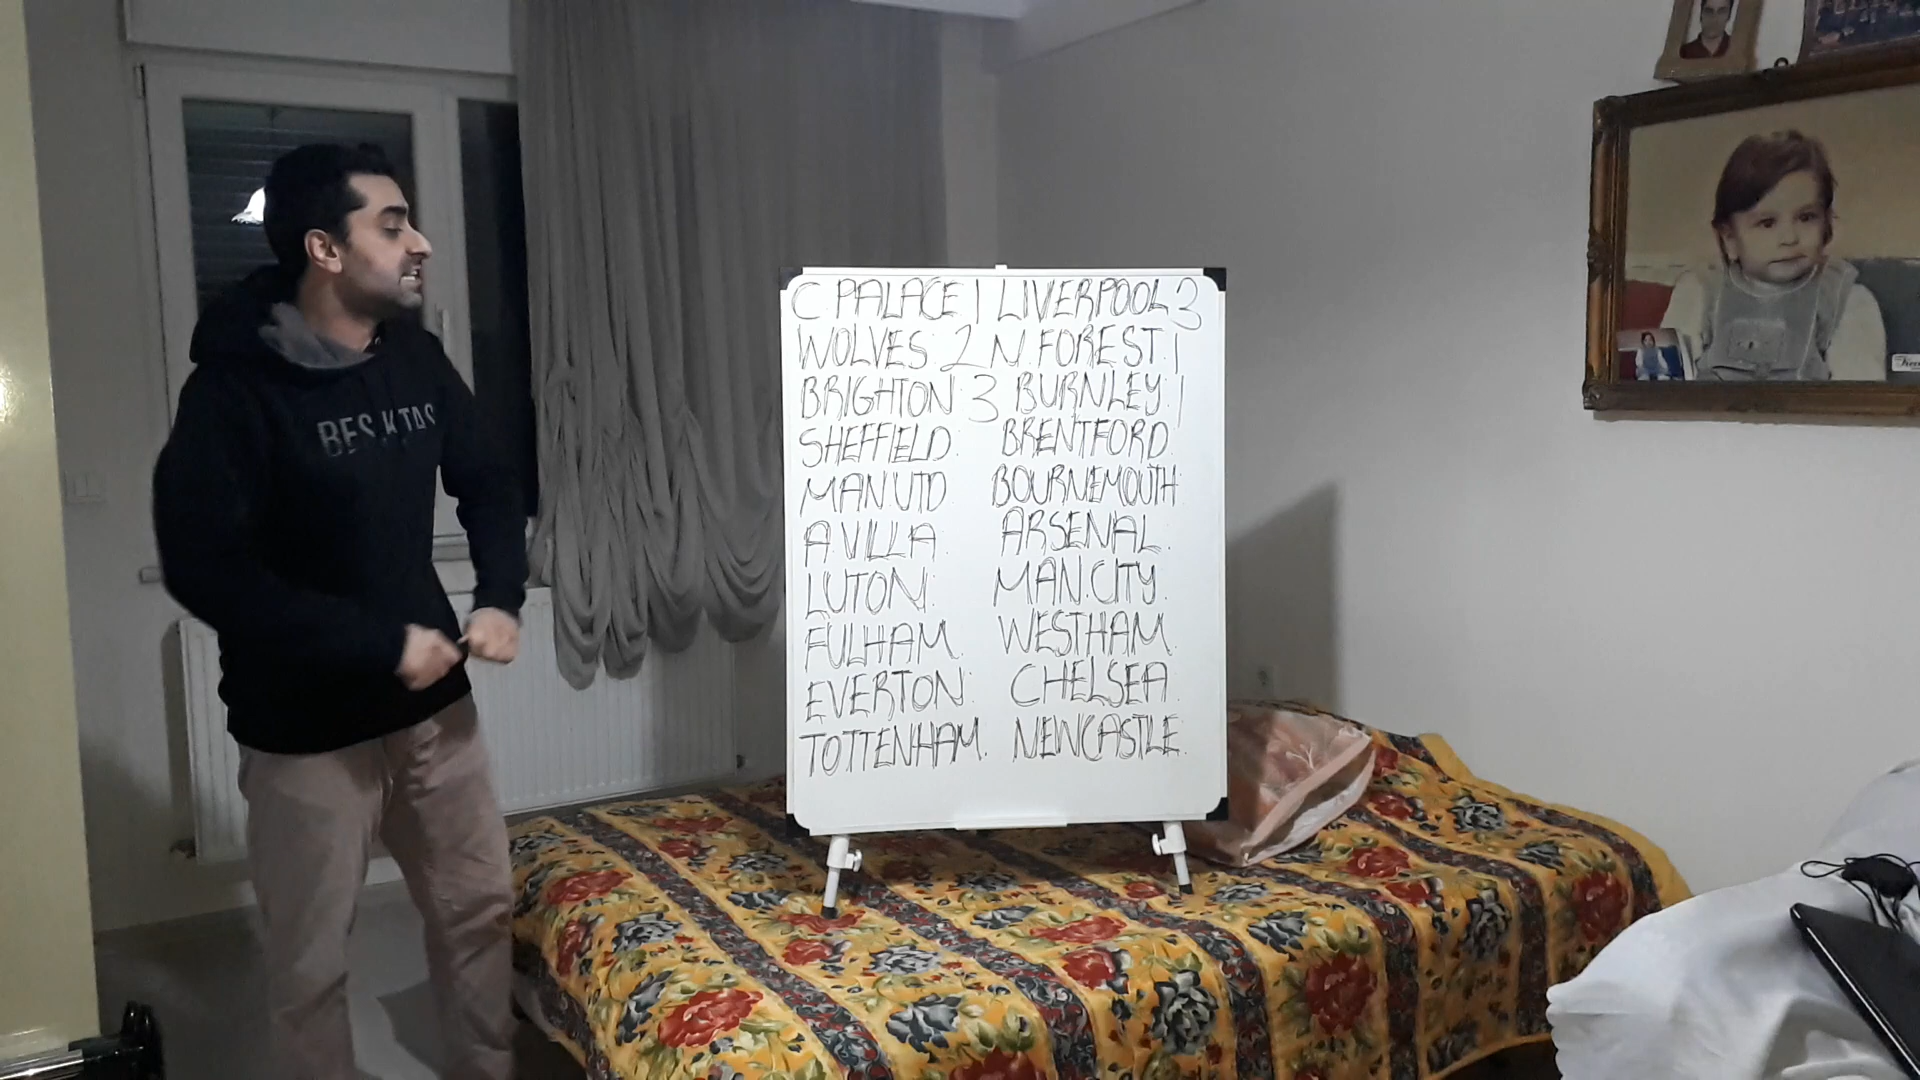 C PALACE 1 LIVERPOOL 3
WOLVES: 2 N.FOREST: 1
BRIGHTON: 3 BURNLEY: 1
SHEFFIELD: BRENTFORD:
MAN.UTD: BOURNEMOUTH:
A.VILLA: ARSENAL:
LUTON: MAN.CITY:
FULHAM: WESTHAM:
EVERTON: CHELSEA:
TOTTENHAM: NEWCASTLE:
BESIKTAS